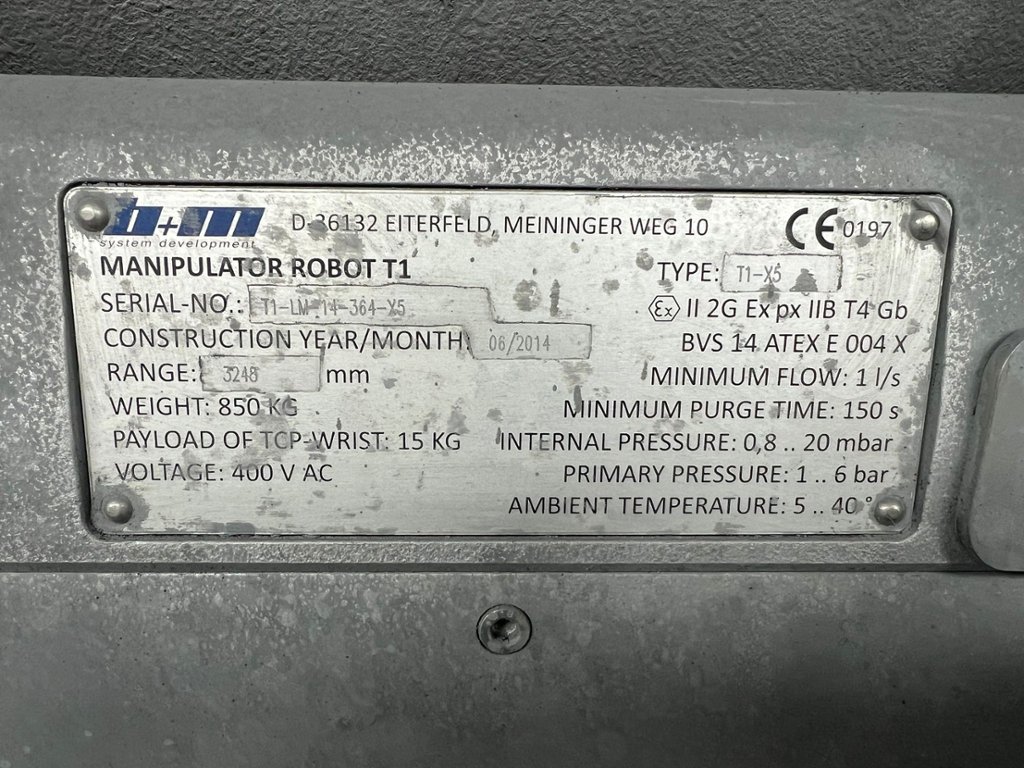 b+m
system development
D-36132 EITERFELD, MEININGER WEG 10
CE 0197
MANIPULATOR ROBOT T1
TYPE: T1-X5
SERIAL-NO.: T1-LM-14-364-X5
Ex II 2G Ex px IIB T4 Gb
CONSTRUCTION YEAR/MONTH: 06/2014
BVS 14 ATEX E 004 X
RANGE: 3248 mm
MINIMUM FLOW: 1 l/s
WEIGHT: 850 KG
MINIMUM PURGE TIME: 150 s
PAYLOAD OF TCP-WRIST: 15 KG
INTERNAL PRESSURE: 0,8 .. 20 mbar
VOLTAGE: 400 V AC
PRIMARY PRESSURE: 1 .. 6 bar
AMBIENT TEMPERATURE: 5 .. 40 °